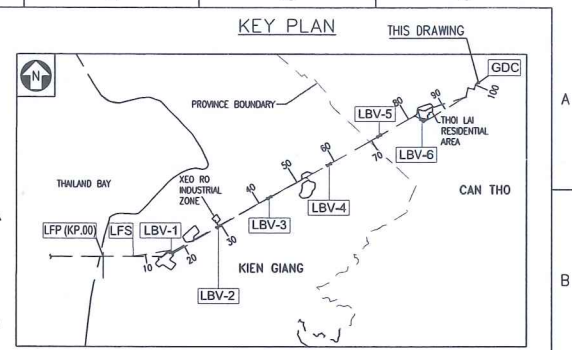 KEY PLAN
THIS DRAWING
N
GDC
PROVINCE BOUNDARY
LBV-5
80
90
100
THOI LAI
RESIDENTIAL
AREA
LBV-6
70
60
50
LBV-4
CAN THO
THAILAND BAY
XEO RO
INDUSTRIAL
ZONE
40
LBV-3
LFP (KP.00)
LFS
LBV-1
10
20
30
LBV-2
KIEN GIANG
A
B